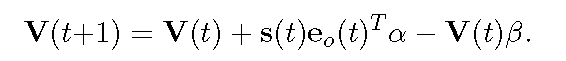 V(t+1) = V(t) + s(t)e_o(t)^T α − V(t)β.